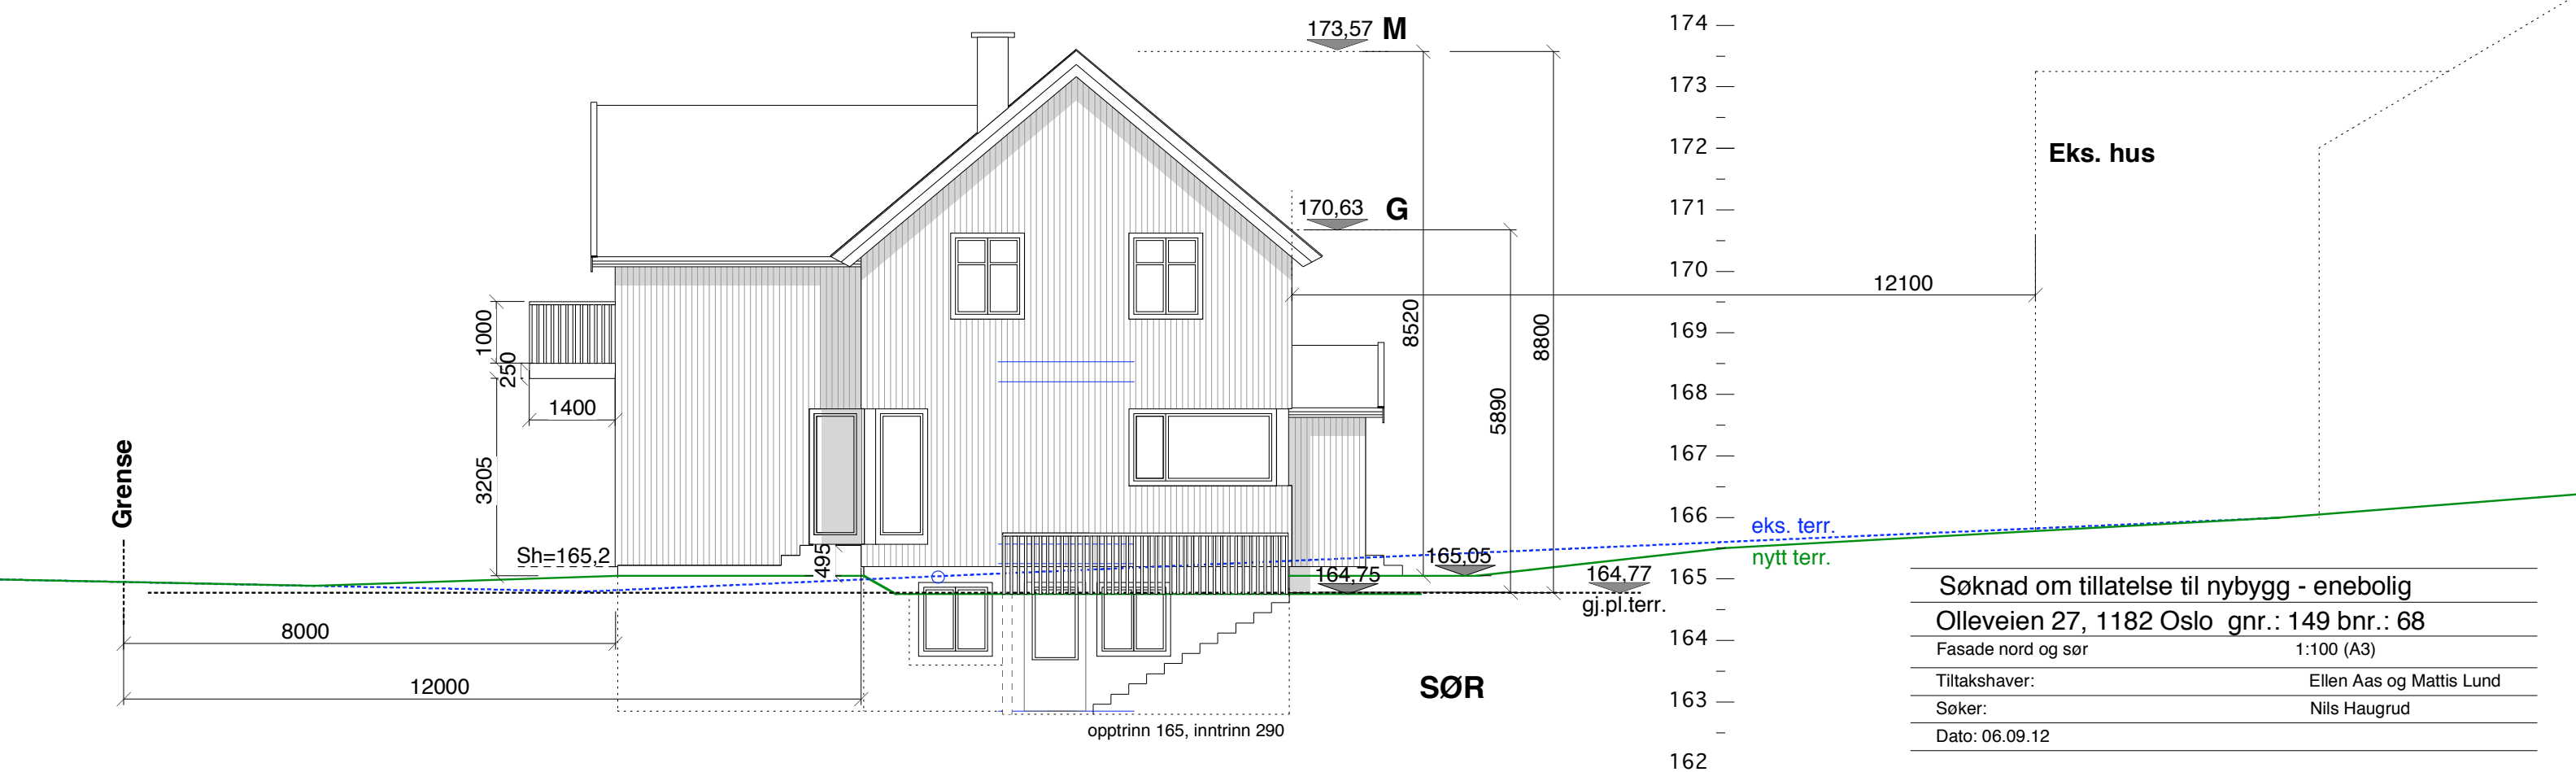 174
173,57 M
173
172
Eks. hus
171
170,63 G
170
12100
1000
8520
8800
169
250
168
1400
5890
167
3205
Grense
166
eks. terr.
Sh=165,2
495
165,05
nytt terr.
164,75
165
164,77
gj.pl.terr.
8000
164
12000
SØR
163
opptrinn 165, inntrinn 290
162
Søknad om tillatelse til nybygg - enebolig
Olleveien 27, 1182 Oslo gnr.: 149 bnr.: 68
Fasade nord og sør 1:100 (A3)
Tiltakshaver: Ellen Aas og Mattis Lund
Søker: Nils Haugrud
Dato: 06.09.12